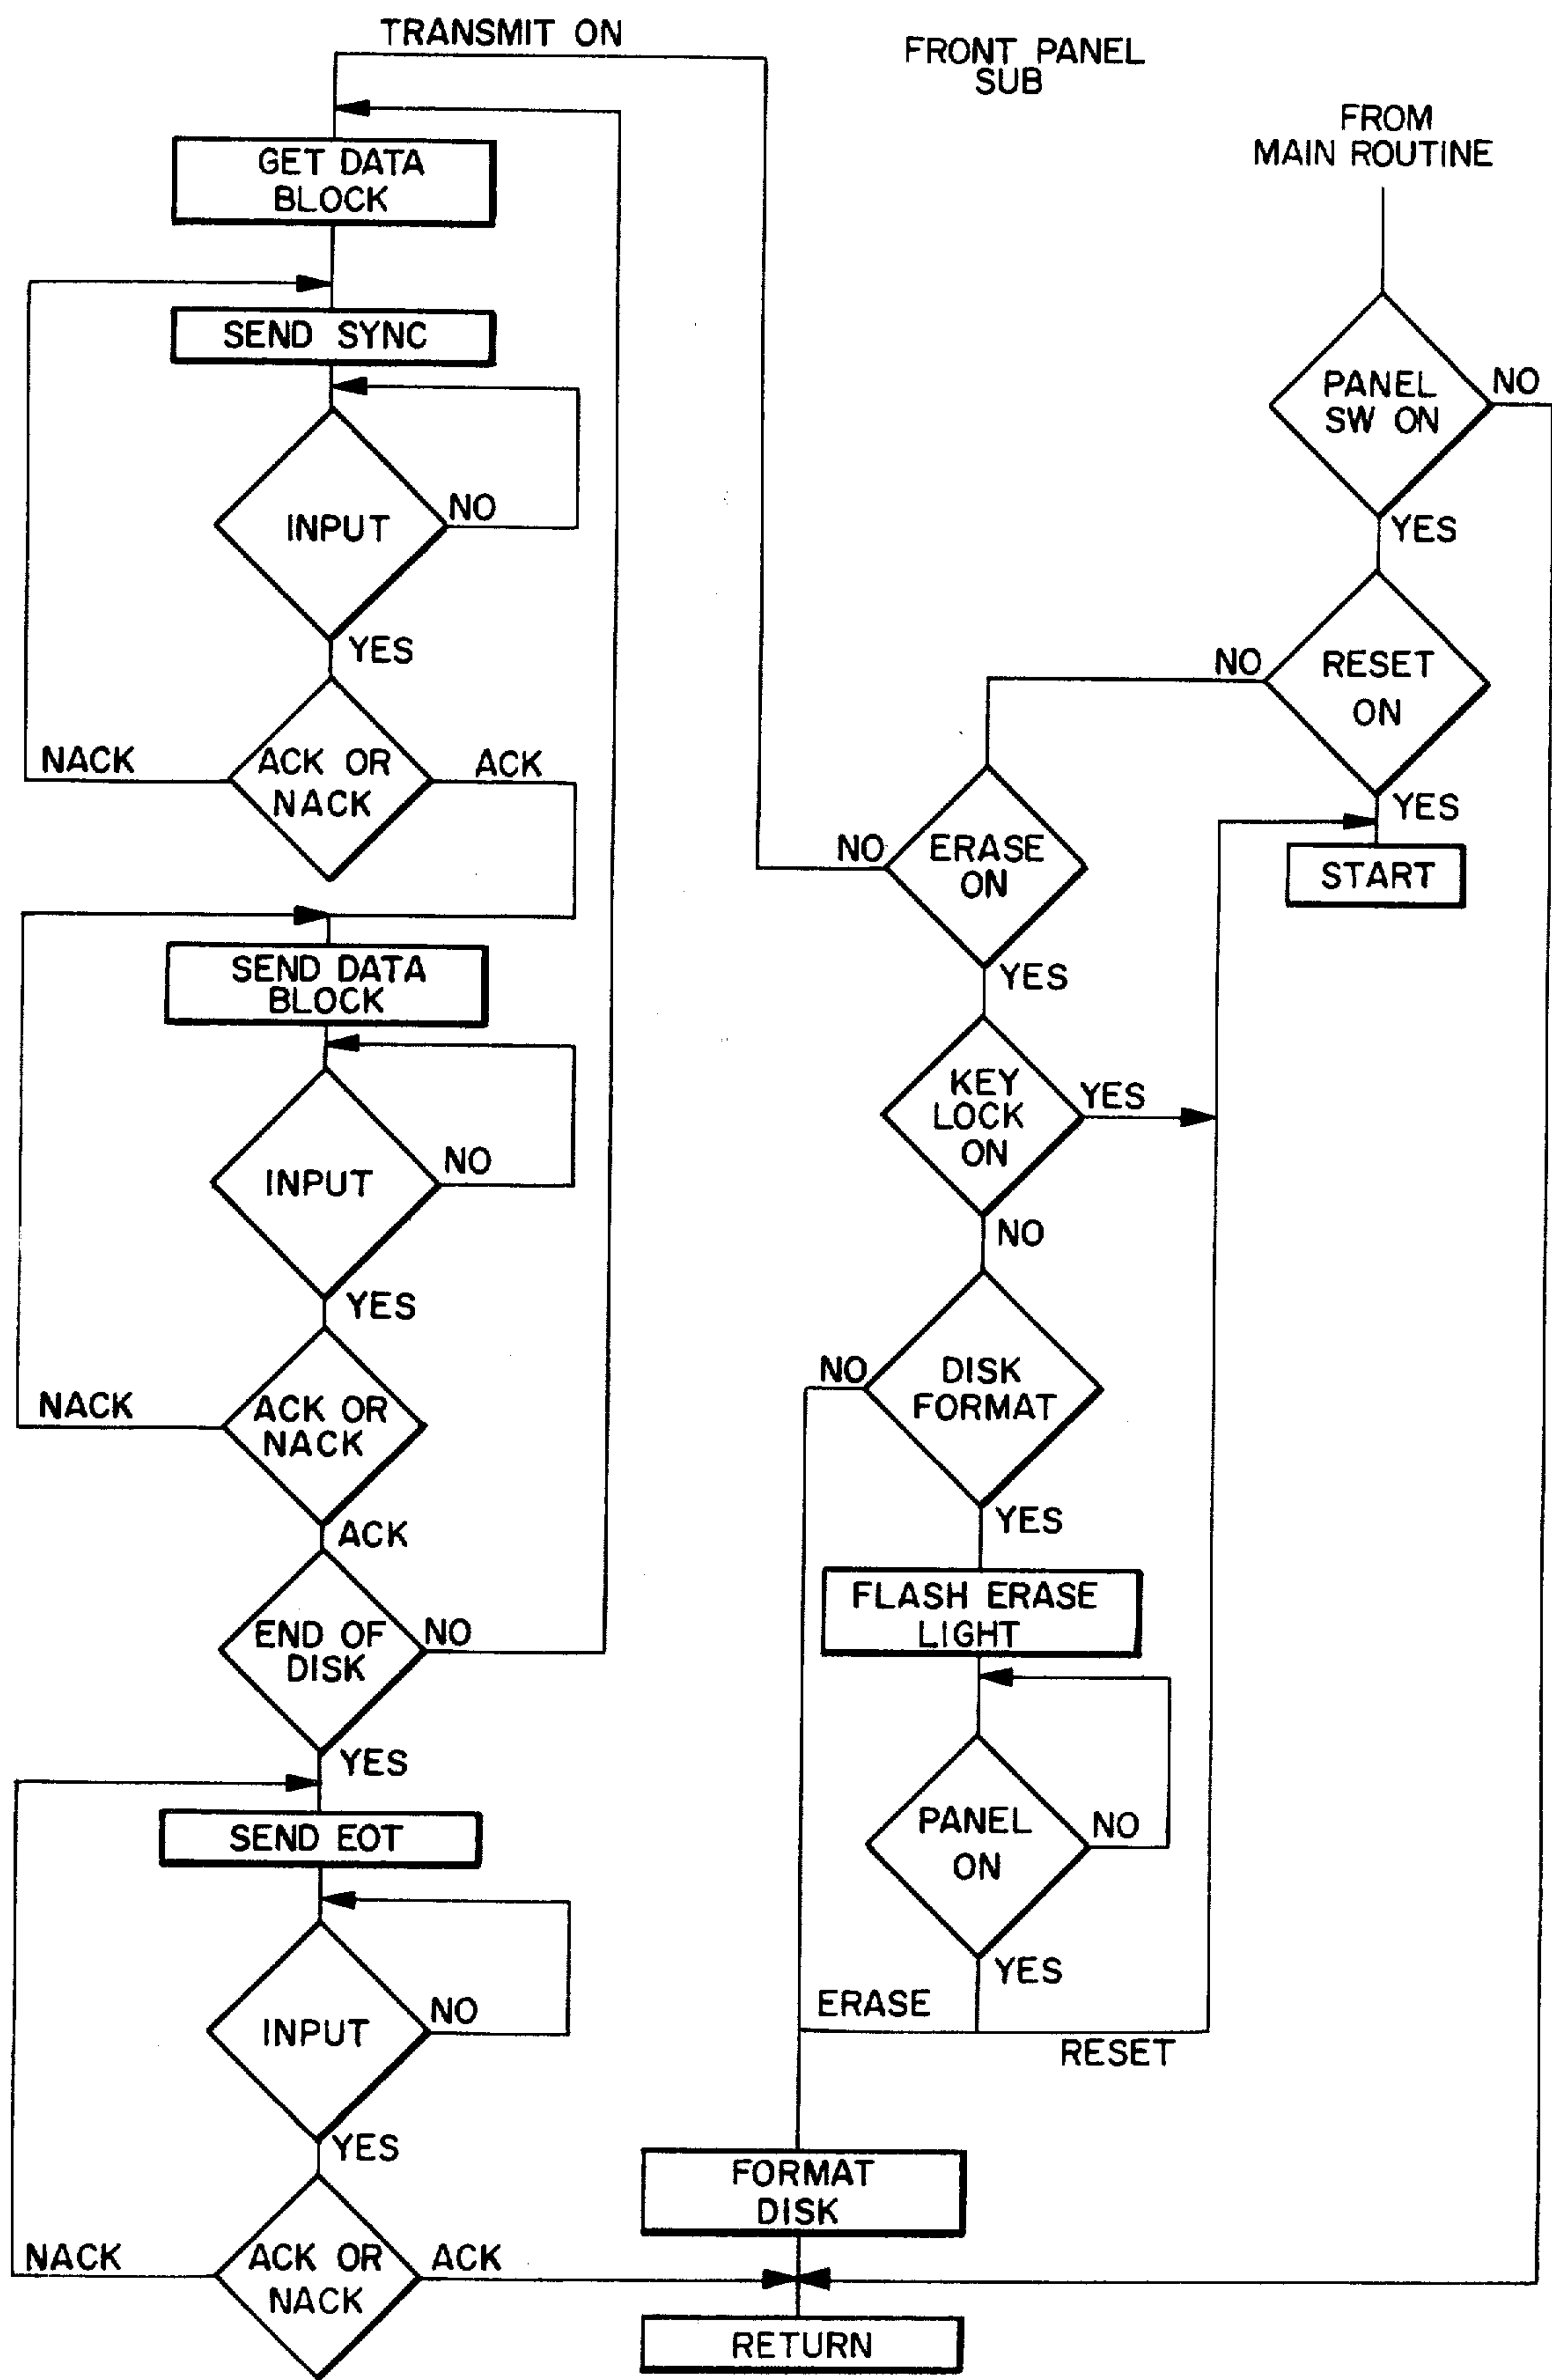 TRANSMIT ON
FRONT PANEL
SUB
FROM
MAIN ROUTINE
GET DATA
BLOCK
SEND SYNC
INPUT
NO
YES
ACK OR
NACK
NACK
ACK
SEND DATA
BLOCK
INPUT
NO
YES
ACK OR
NACK
NACK
ACK
END OF
DISK
NO
YES
SEND EOT
INPUT
NO
YES
ACK OR
NACK
NACK
ACK
PANEL
SW ON
NO
YES
RESET
ON
NO
YES
START
ERASE
ON
NO
YES
KEY
LOCK
ON
YES
NO
DISK
FORMAT
NO
YES
FLASH ERASE
LIGHT
PANEL
ON
NO
YES
ERASE
RESET
FORMAT
DISK
RETURN